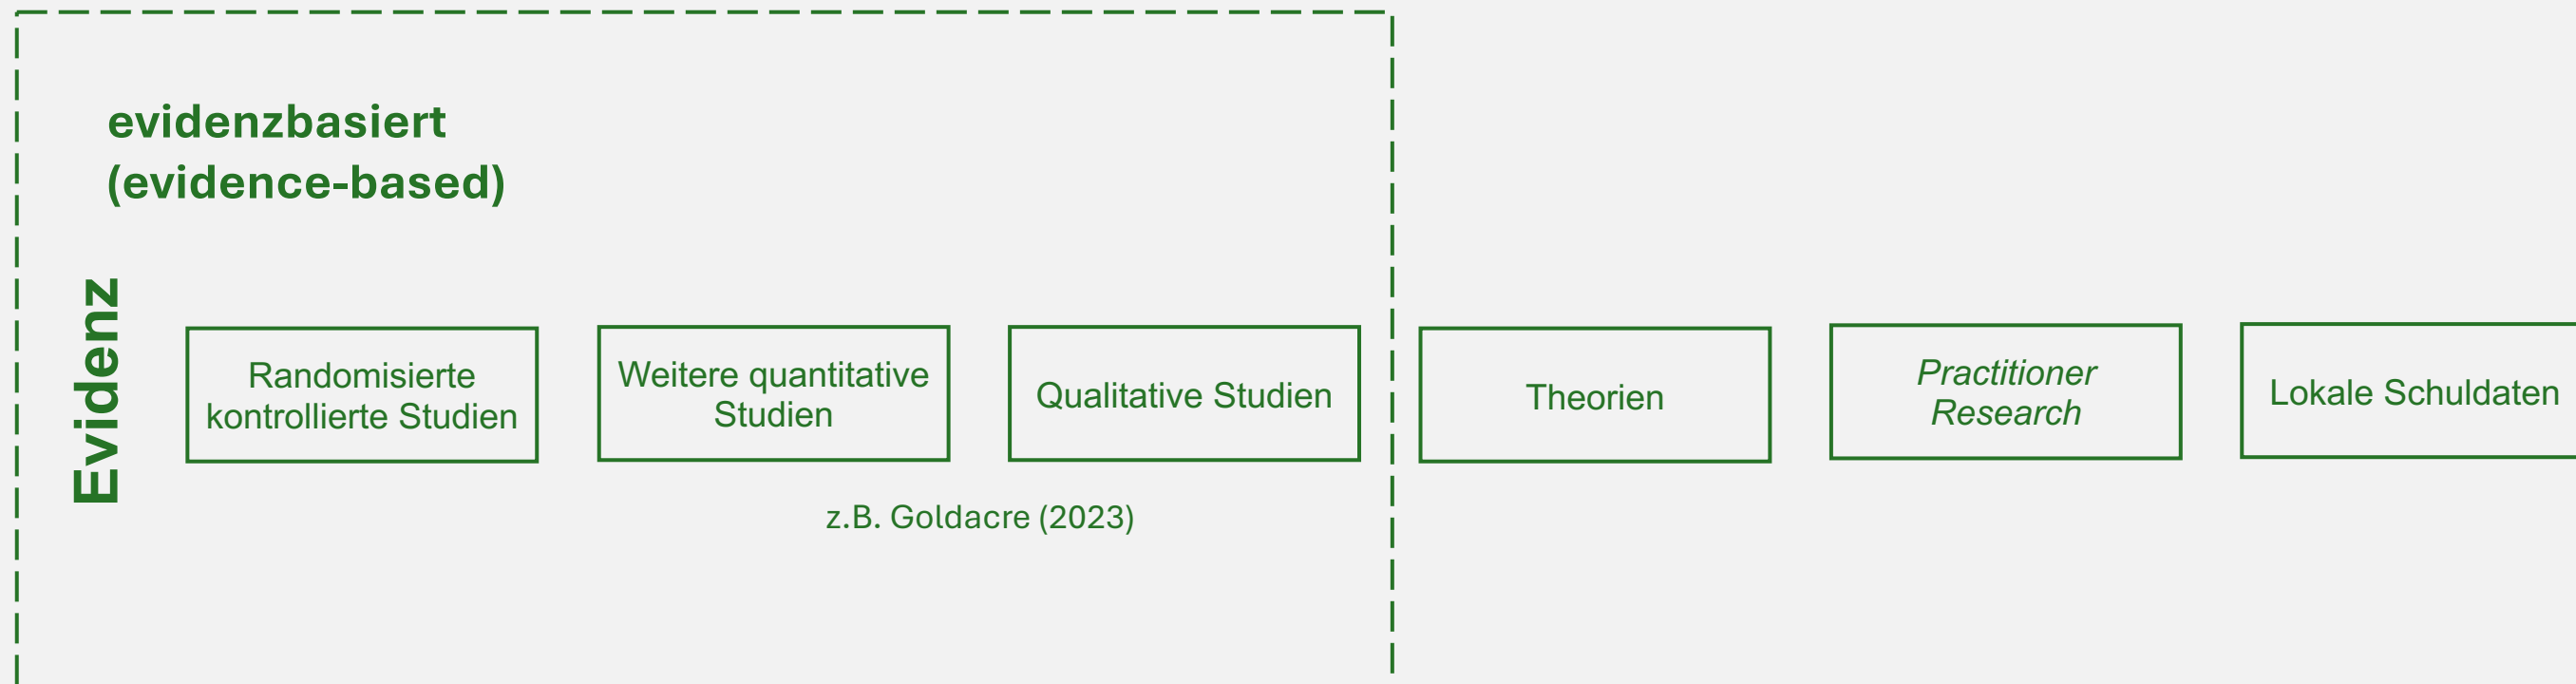 evidenzbasiert
(evidence-based)
Evidenz
Randomisierte
kontrollierte Studien
Weitere quantitative
Studien
Qualitative Studien
Theorien
Practitioner
Research
Lokale Schuldaten
z.B. Goldacre (2023)